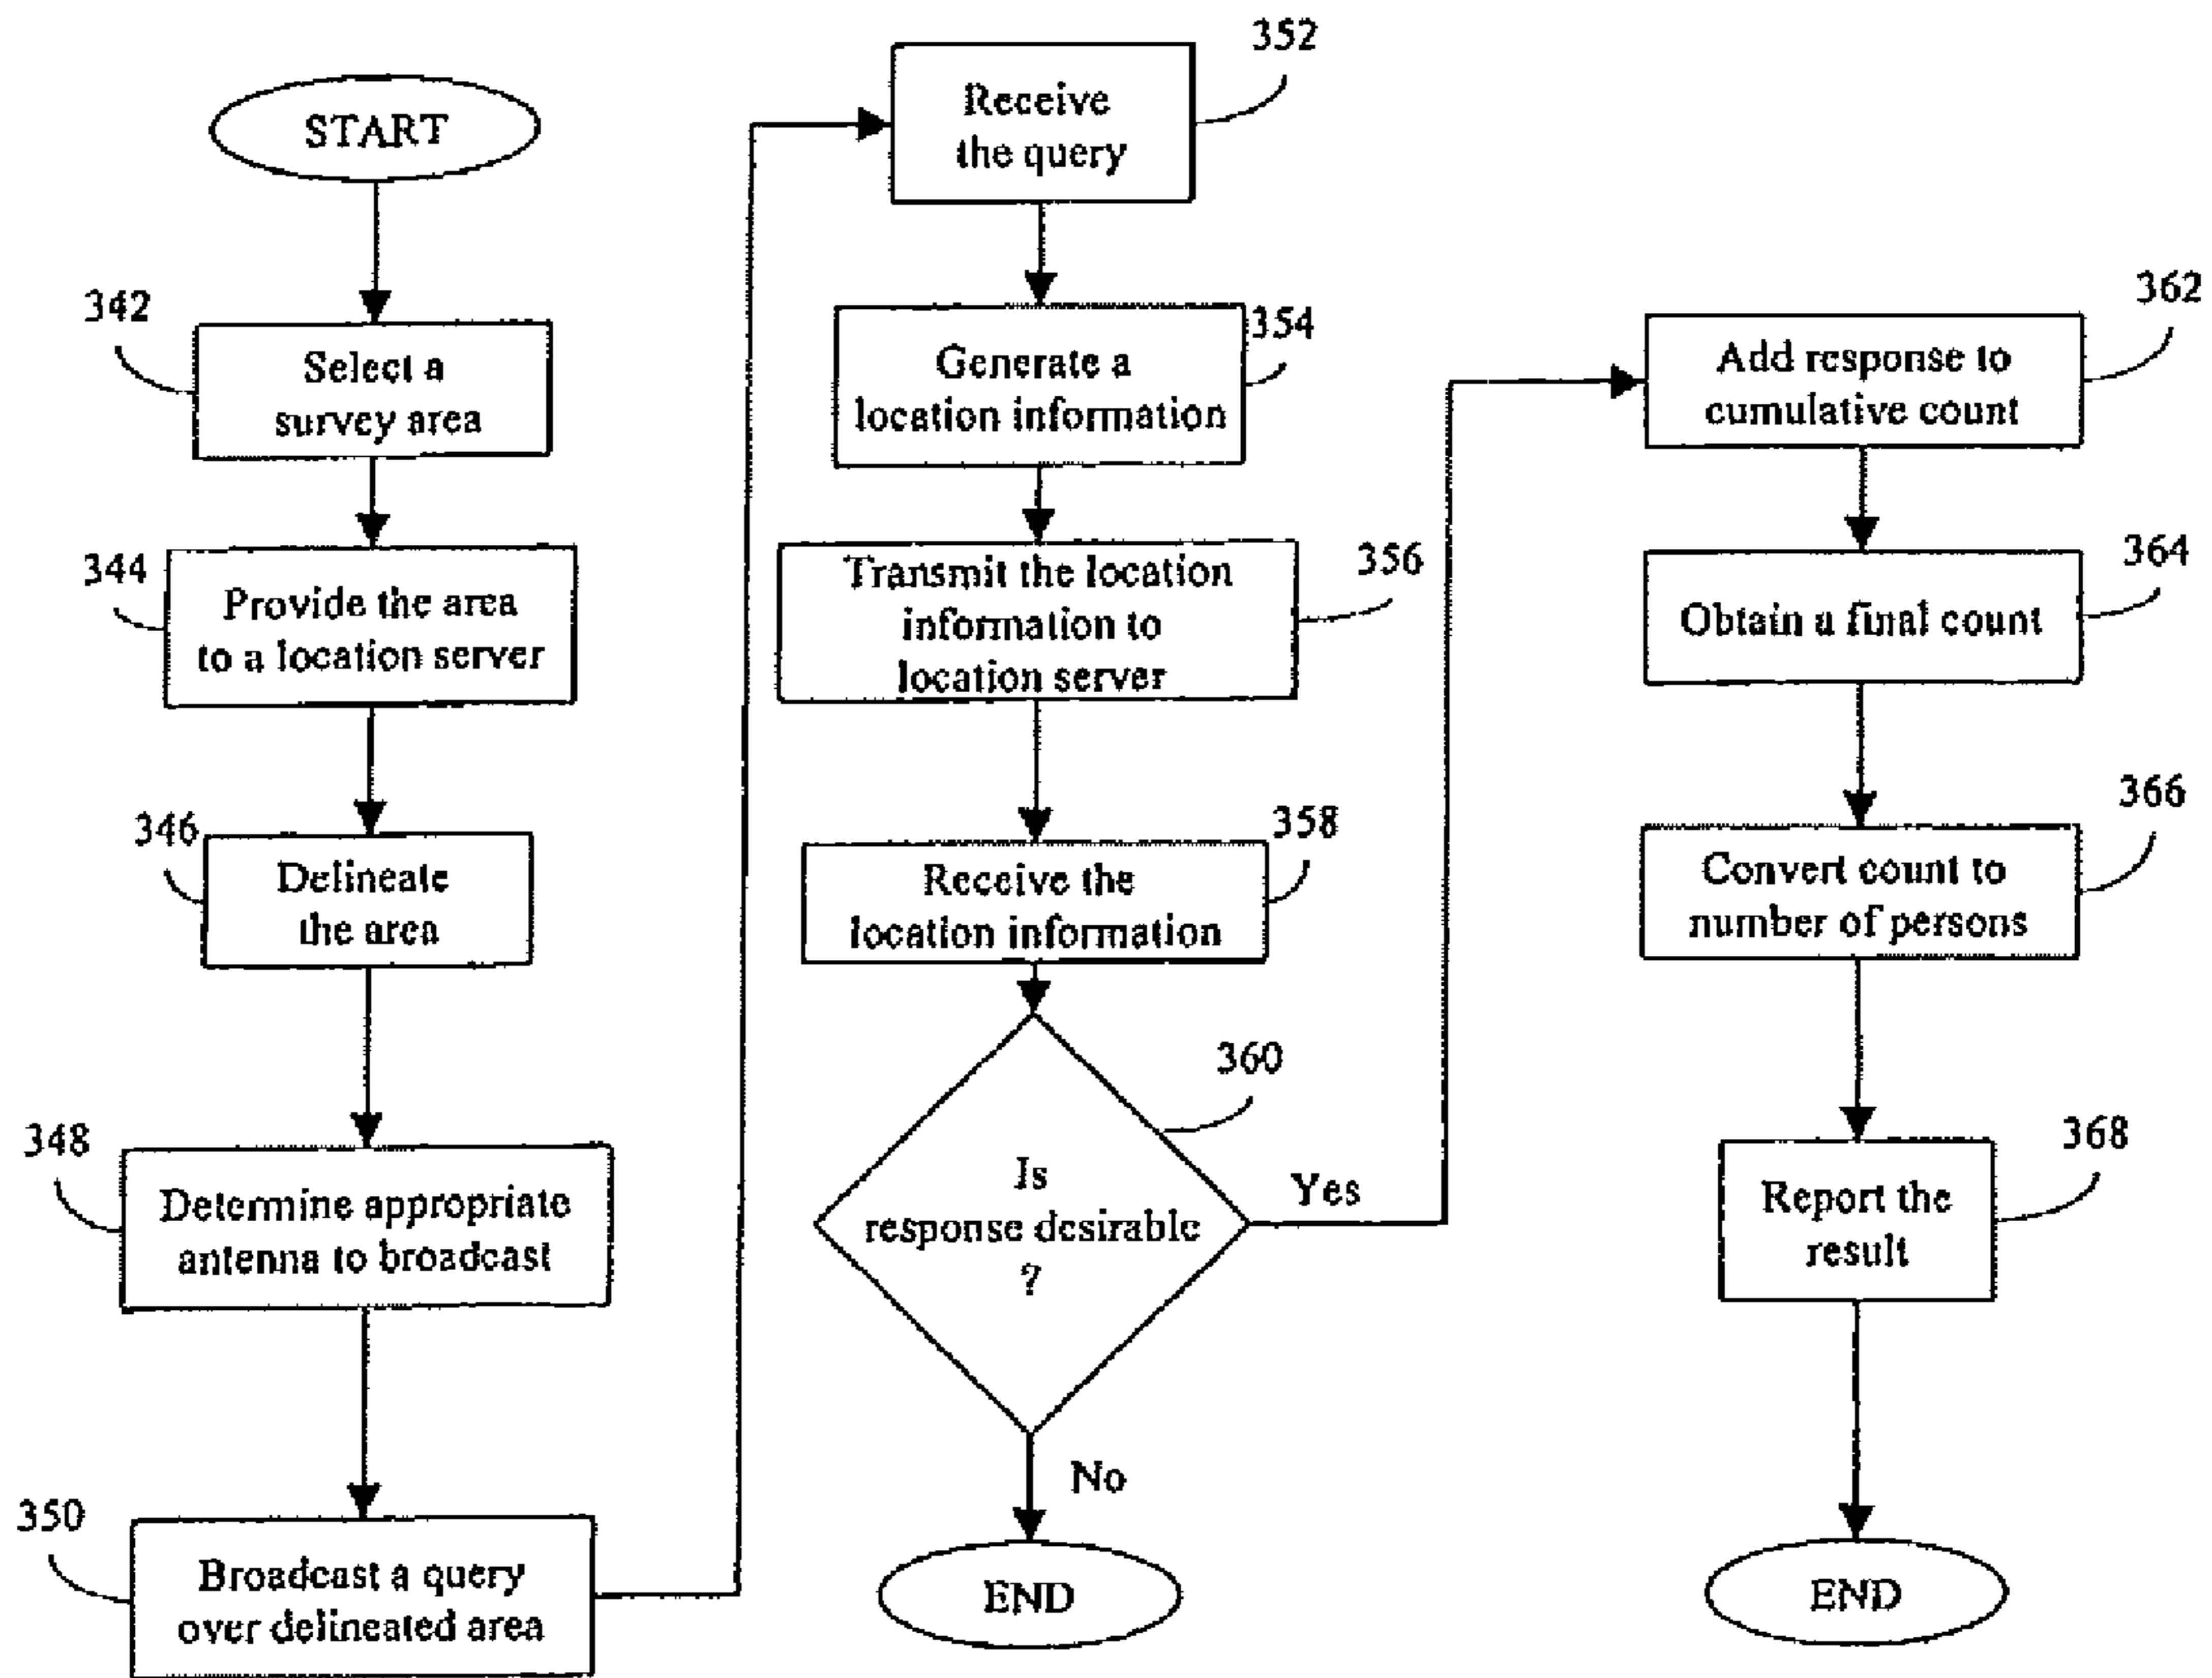 START
342
Select a
survey area
344
Provide the area
to a location server
346
Delineate
the area
348
Determine appropriate
antenna to broadcast
350
Broadcast a query
over delineated area
352
Receive
the query
354
Generate a
location information
356
Transmit the location
information to
location server
358
Receive the
location information
360
Is
response desirable
?
Yes
No
END
362
Add response to
cumulative count
364
Obtain a final count
366
Convert count to
number of persons
368
Report the
result
END